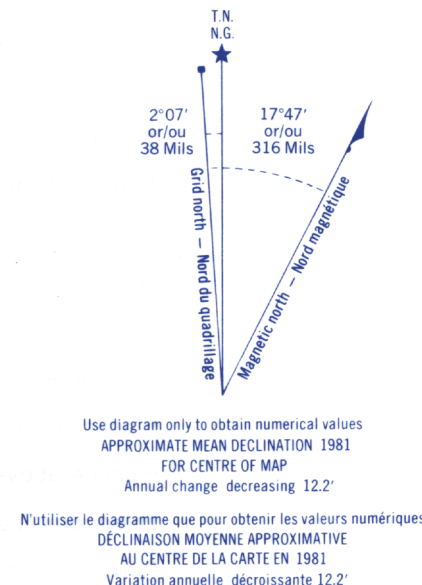 T.N.
N.G.
2°07′
or/ou
38 Mils
17°47′
or/ou
316 Mils
Grid north — Nord du quadrillage
Magnetic north — Nord magnétique
Use diagram only to obtain numerical values
APPROXIMATE MEAN DECLINATION 1981
FOR CENTRE OF MAP
Annual change decreasing 12.2′
N'utiliser le diagramme que pour obtenir les valeurs numériques
DÉCLINAISON MOYENNE APPROXIMATIVE
AU CENTRE DE LA CARTE EN 1981
Variation annuelle décroissante 12.2′